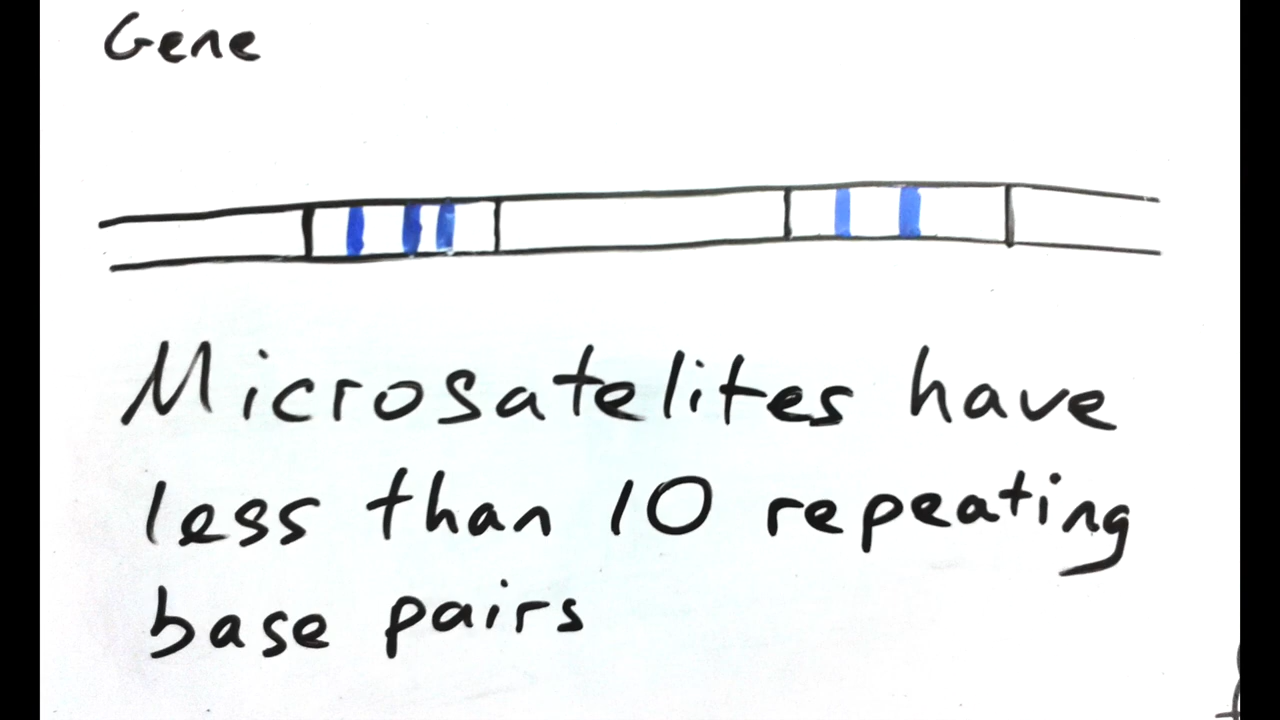 Gene
Microsatelites have
less than 10 repeating
base pairs